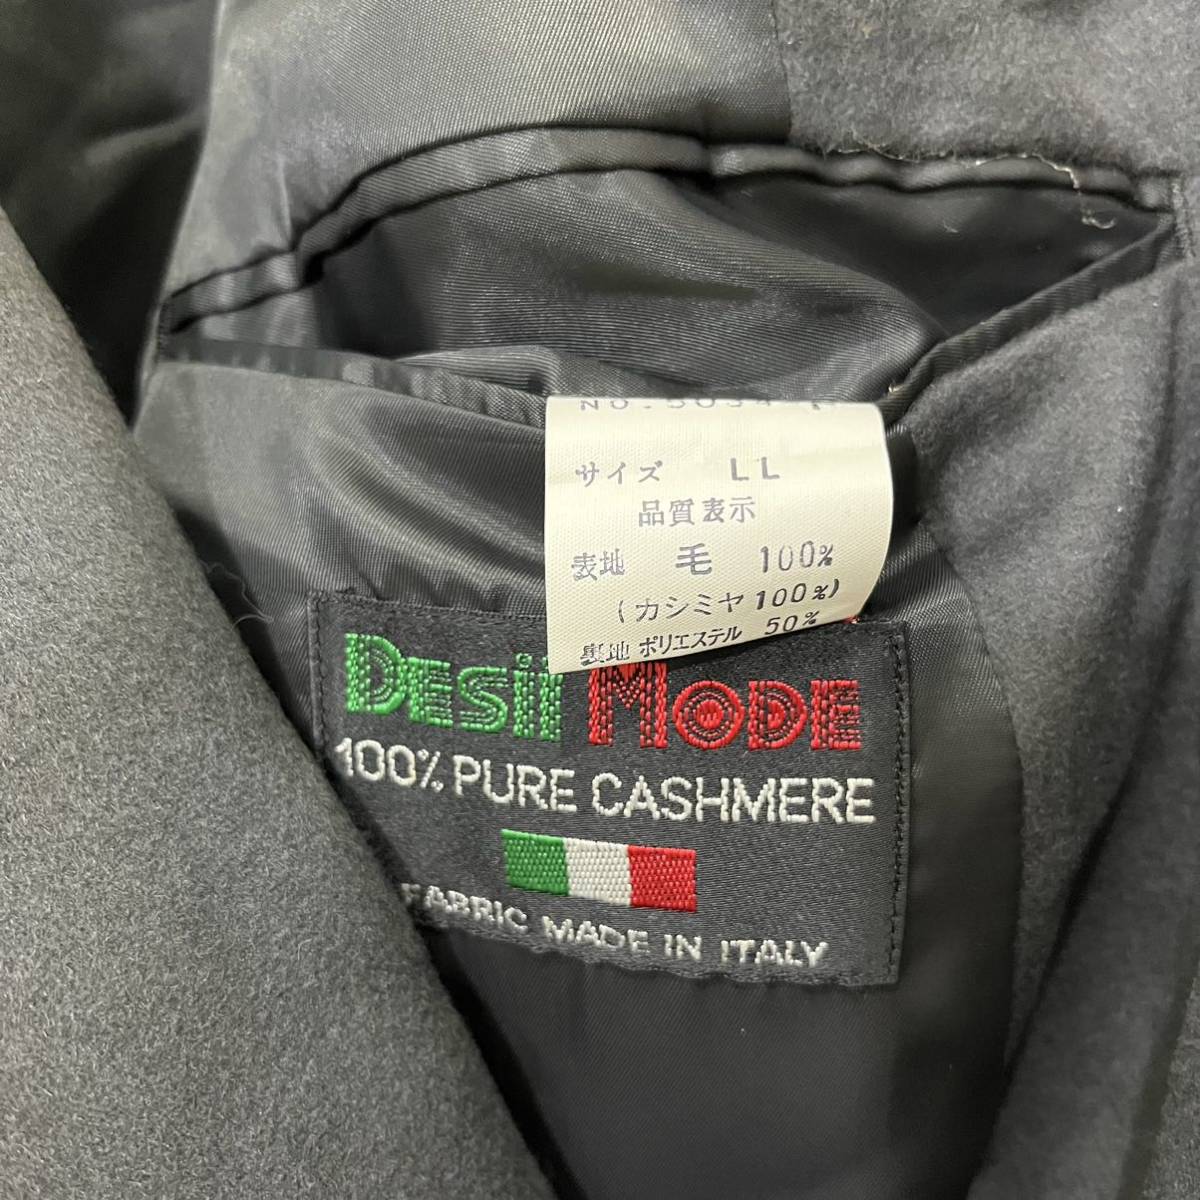 サイズ LL
品質表示
表地 毛 100%
(カシミヤ100%)
裏地 ポリエステル 50%
DESii MODE
100% PURE CASHMERE
FABRIC MADE IN ITALY